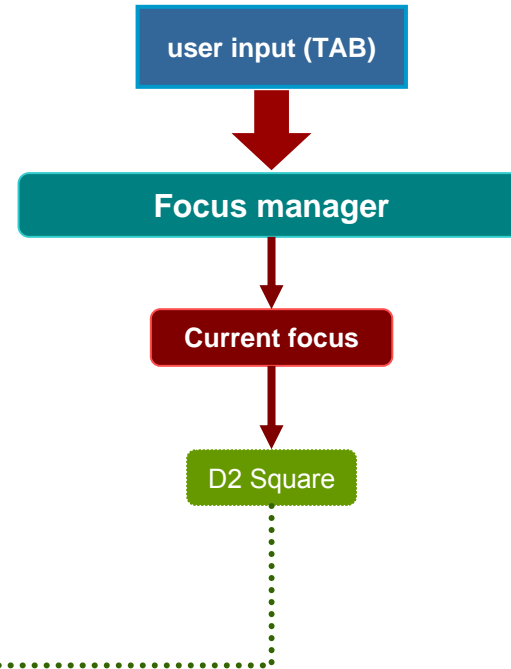 user input (TAB)
Focus manager
Current focus
D2 Square